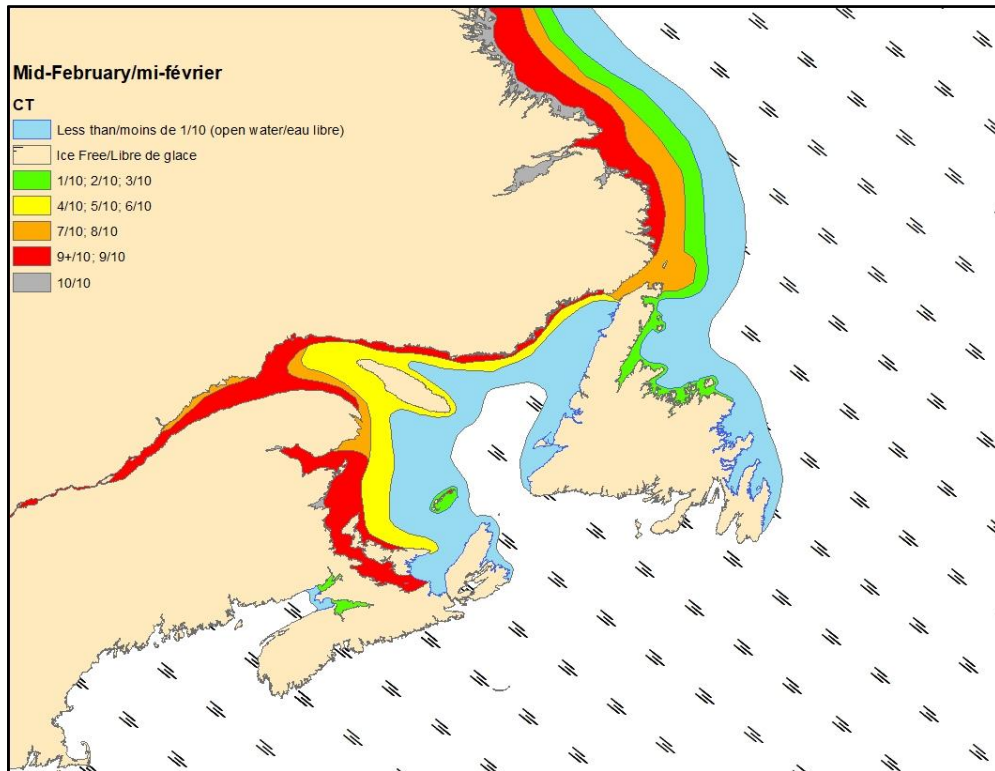 Mid-February/mi-février
CT
Less than/moins de 1/10 (open water/eau libre)
Ice Free/Libre de glace
1/10; 2/10; 3/10
4/10; 5/10; 6/10
7/10; 8/10
9+/10; 9/10
10/10